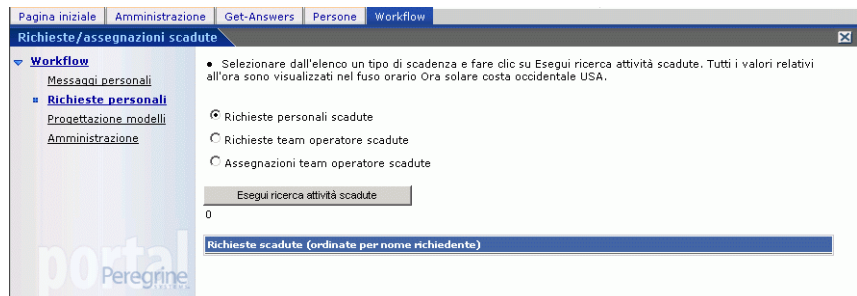 Pagina iniziale Amministrazione Get-Answers Persone Workflow
Richieste/assegnazioni scadute
Workflow
Messaggi personali
Richieste personali
Progettazione modelli
Amministrazione
• Selezionare dall'elenco un tipo di scadenza e fare clic su Esegui ricerca attività scadute. Tutti i valori relativi
all'ora sono visualizzati nel fuso orario Ora solare costa occidentale USA.
Richieste personali scadute
Richieste team operatore scadute
Assegnazioni team operatore scadute
Esegui ricerca attività scadute
0
Richieste scadute (ordinate per nome richiedente)
portal
Peregrine